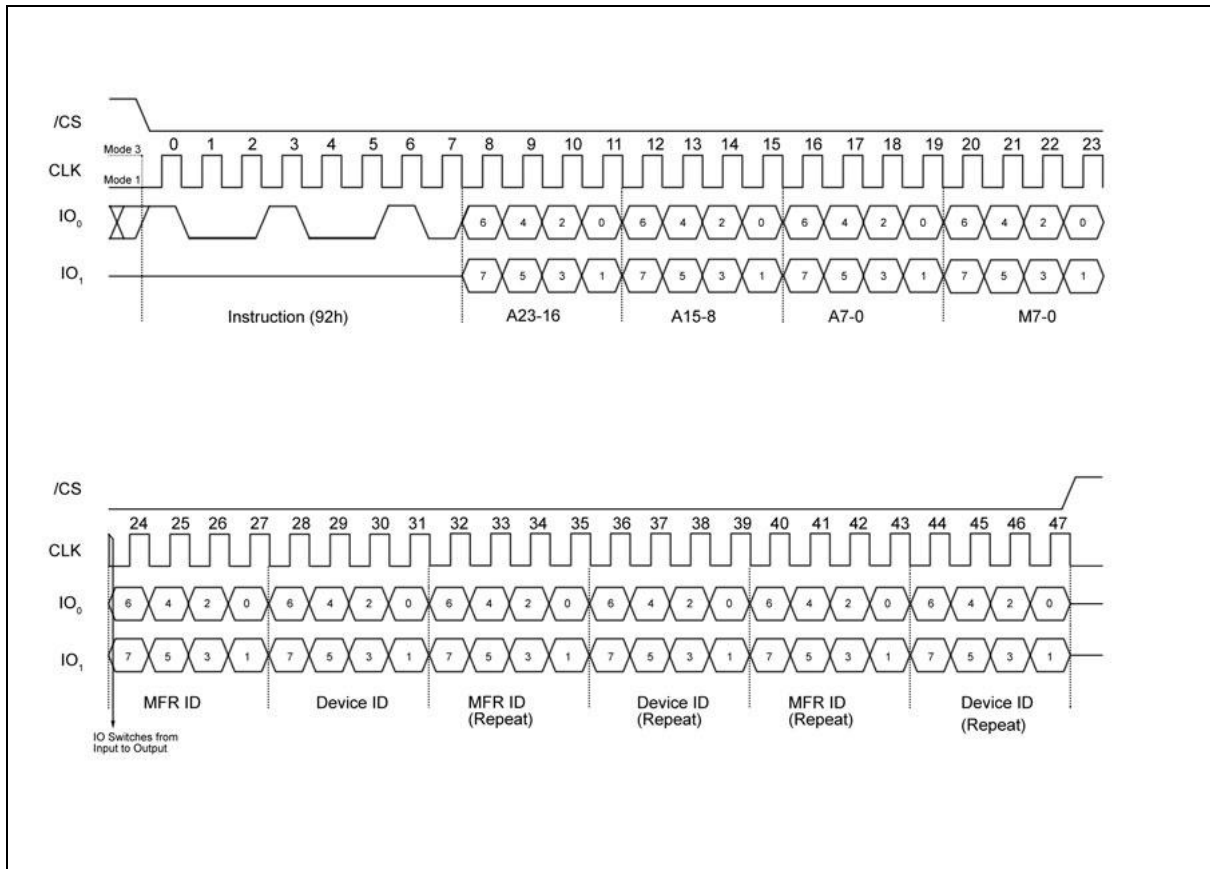 /CS
0 1 2 3 4 5 6 7 8 9 10 11 12 13 14 15 16 17 18 19 20 21 22 23
Mode 3
CLK
Mode 1
IO0
6 4 2 0 6 4 2 0 6 4 2 0 6 4 2 0
IO1
7 5 3 1 7 5 3 1 7 5 3 1 7 5 3 1
Instruction (92h) A23-16 A15-8 A7-0 M7-0
/CS
24 25 26 27 28 29 30 31 32 33 34 35 36 37 38 39 40 41 42 43 44 45 46 47
CLK
IO0
6 4 2 0 6 4 2 0 6 4 2 0 6 4 2 0 6 4 2 0 6 4 2 0
IO1
7 5 3 1 7 5 3 1 7 5 3 1 7 5 3 1 7 5 3 1 7 5 3 1
MFR ID Device ID MFR ID Device ID MFR ID Device ID
(Repeat) (Repeat) (Repeat) (Repeat)
IO Switches from
Input to Output